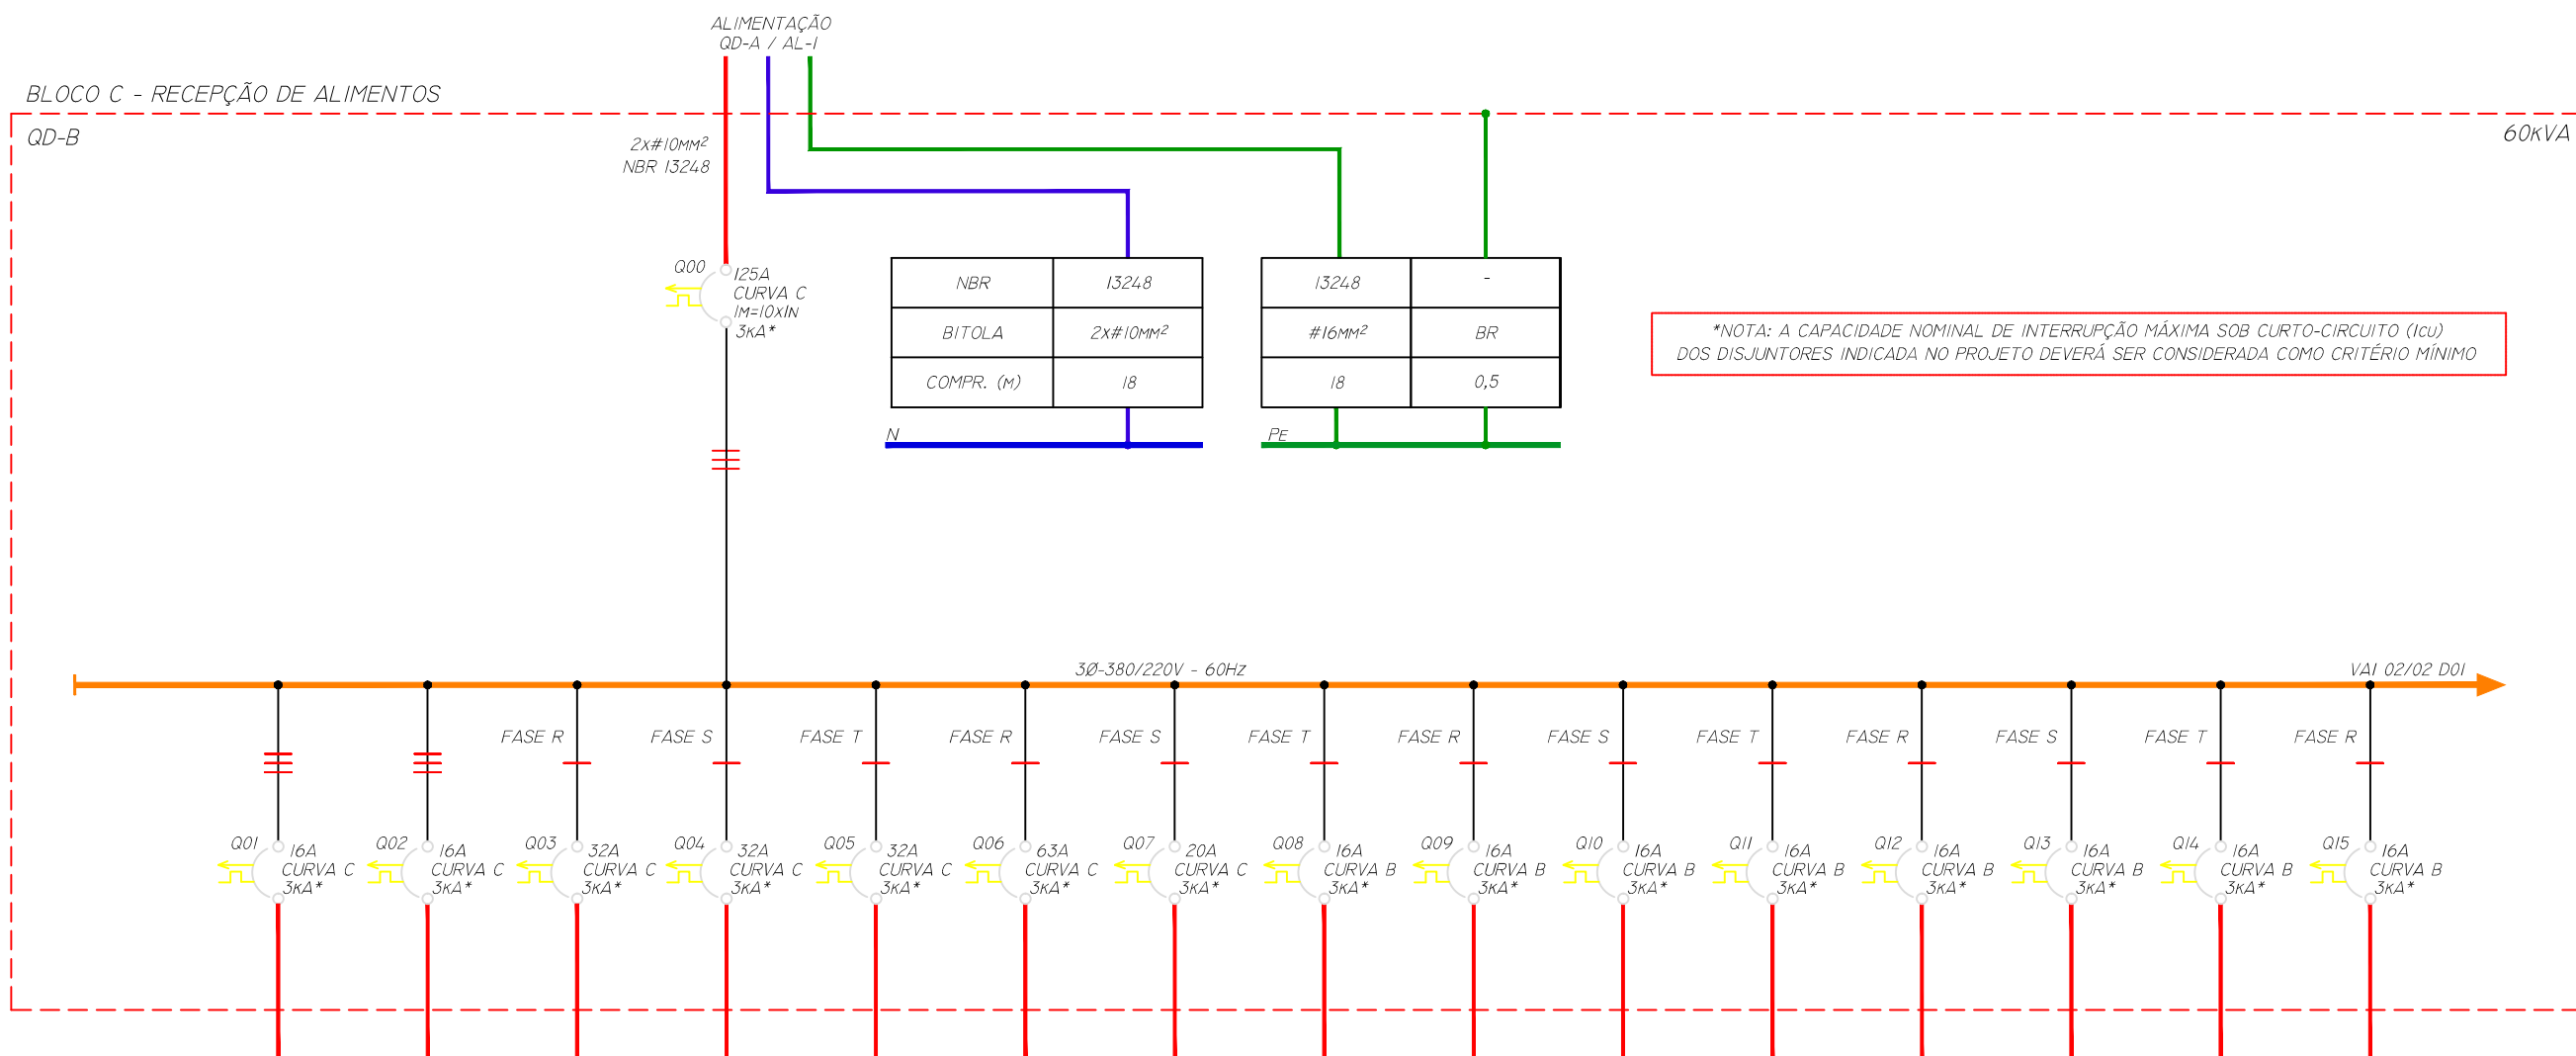 ALIMENTAÇÃO
QD-A / AL-1
BLOCO C - RECEPÇÃO DE ALIMENTOS
QD-B
60KVA
2X#10MM²
NBR 13248
Q00
125A
CURVA C
IM=10XIN
3KA*
NBR 13248
BITOLA 2X#10MM²
COMPR. (M) 18
N
13248 -
#16MM² BR
18 0,5
PE
*NOTA: A CAPACIDADE NOMINAL DE INTERRUPÇÃO MÁXIMA SOB CURTO-CIRCUITO (ICU)
DOS DISJUNTORES INDICADA NO PROJETO DEVERÁ SER CONSIDERADA COMO CRITÉRIO MÍNIMO
3Ø-380/220V - 60HZ
VAI 02/02 D01
FASE R
FASE S
FASE T
FASE R
FASE S
FASE T
FASE R
FASE S
FASE T
FASE R
FASE S
FASE T
FASE R
Q01
16A
CURVA C
3KA*
Q02
16A
CURVA C
3KA*
Q03
32A
CURVA C
3KA*
Q04
32A
CURVA C
3KA*
Q05
32A
CURVA C
3KA*
Q06
63A
CURVA C
3KA*
Q07
20A
CURVA C
3KA*
Q08
16A
CURVA B
3KA*
Q09
16A
CURVA B
3KA*
Q10
16A
CURVA B
3KA*
Q11
16A
CURVA B
3KA*
Q12
16A
CURVA B
3KA*
Q13
16A
CURVA B
3KA*
Q14
16A
CURVA B
3KA*
Q15
16A
CURVA B
3KA*